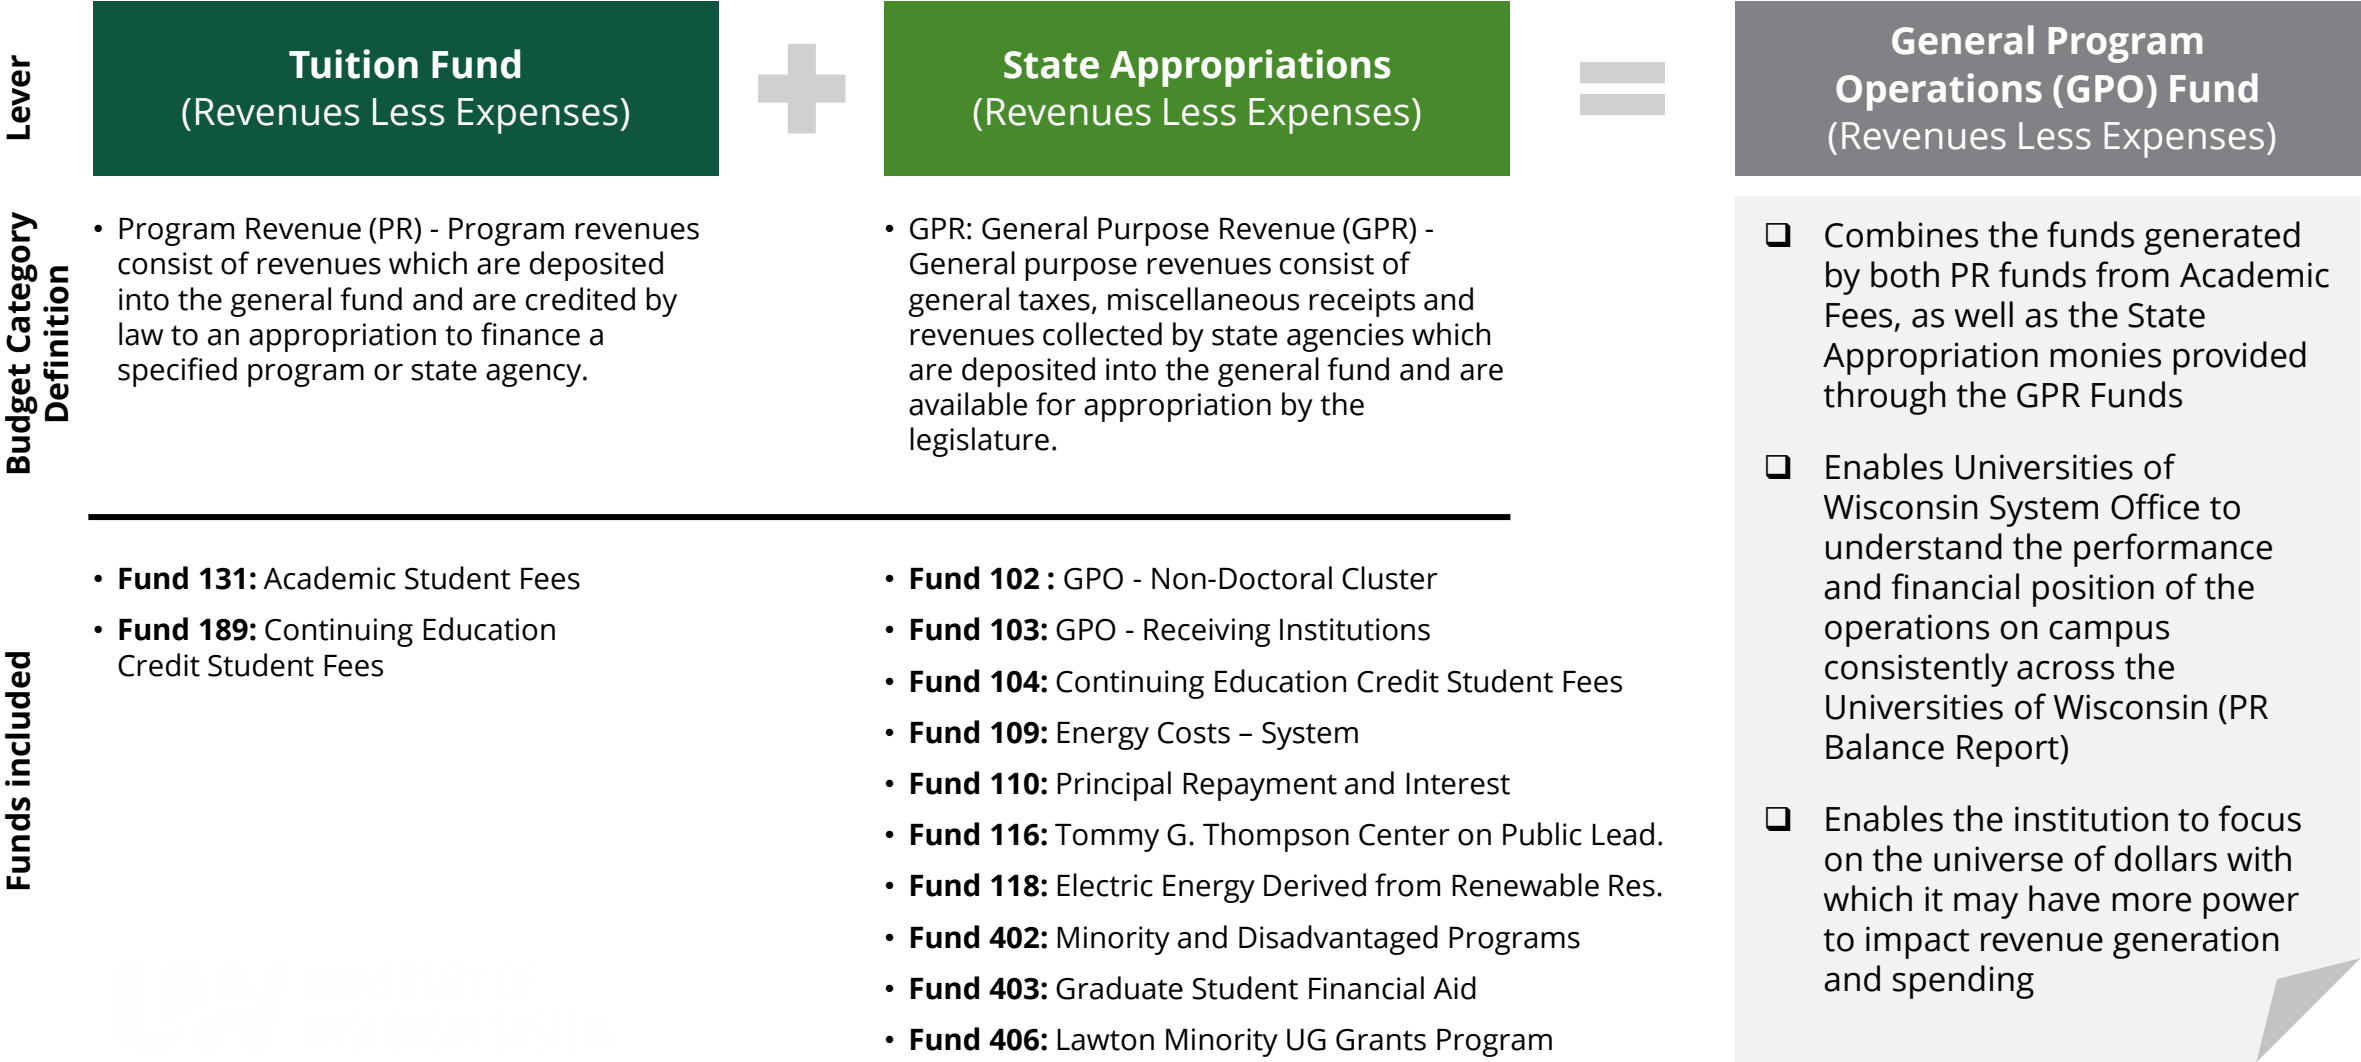 Lever
Tuition Fund
(Revenues Less Expenses)
State Appropriations
(Revenues Less Expenses)
General Program
Operations (GPO) Fund
(Revenues Less Expenses)
Budget Category
Definition
• Program Revenue (PR) - Program revenues
consist of revenues which are deposited
into the general fund and are credited by
law to an appropriation to finance a
specified program or state agency.
• GPR: General Purpose Revenue (GPR) -
General purpose revenues consist of
general taxes, miscellaneous receipts and
revenues collected by state agencies which
are deposited into the general fund and are
available for appropriation by the
legislature.
Funds included
• Fund 131: Academic Student Fees
• Fund 189: Continuing Education
Credit Student Fees
• Fund 102 : GPO - Non-Doctoral Cluster
• Fund 103: GPO - Receiving Institutions
• Fund 104: Continuing Education Credit Student Fees
• Fund 109: Energy Costs – System
• Fund 110: Principal Repayment and Interest
• Fund 116: Tommy G. Thompson Center on Public Lead.
• Fund 118: Electric Energy Derived from Renewable Res.
• Fund 402: Minority and Disadvantaged Programs
• Fund 403: Graduate Student Financial Aid
• Fund 406: Lawton Minority UG Grants Program
❑ Combines the funds generated
by both PR funds from Academic
Fees, as well as the State
Appropriation monies provided
through the GPR Funds
❑ Enables Universities of
Wisconsin System Office to
understand the performance
and financial position of the
operations on campus
consistently across the
Universities of Wisconsin (PR
Balance Report)
❑ Enables the institution to focus
on the universe of dollars with
which it may have more power
to impact revenue generation
and spending
UNIVERSITY OF
WISCONSIN SYSTEM